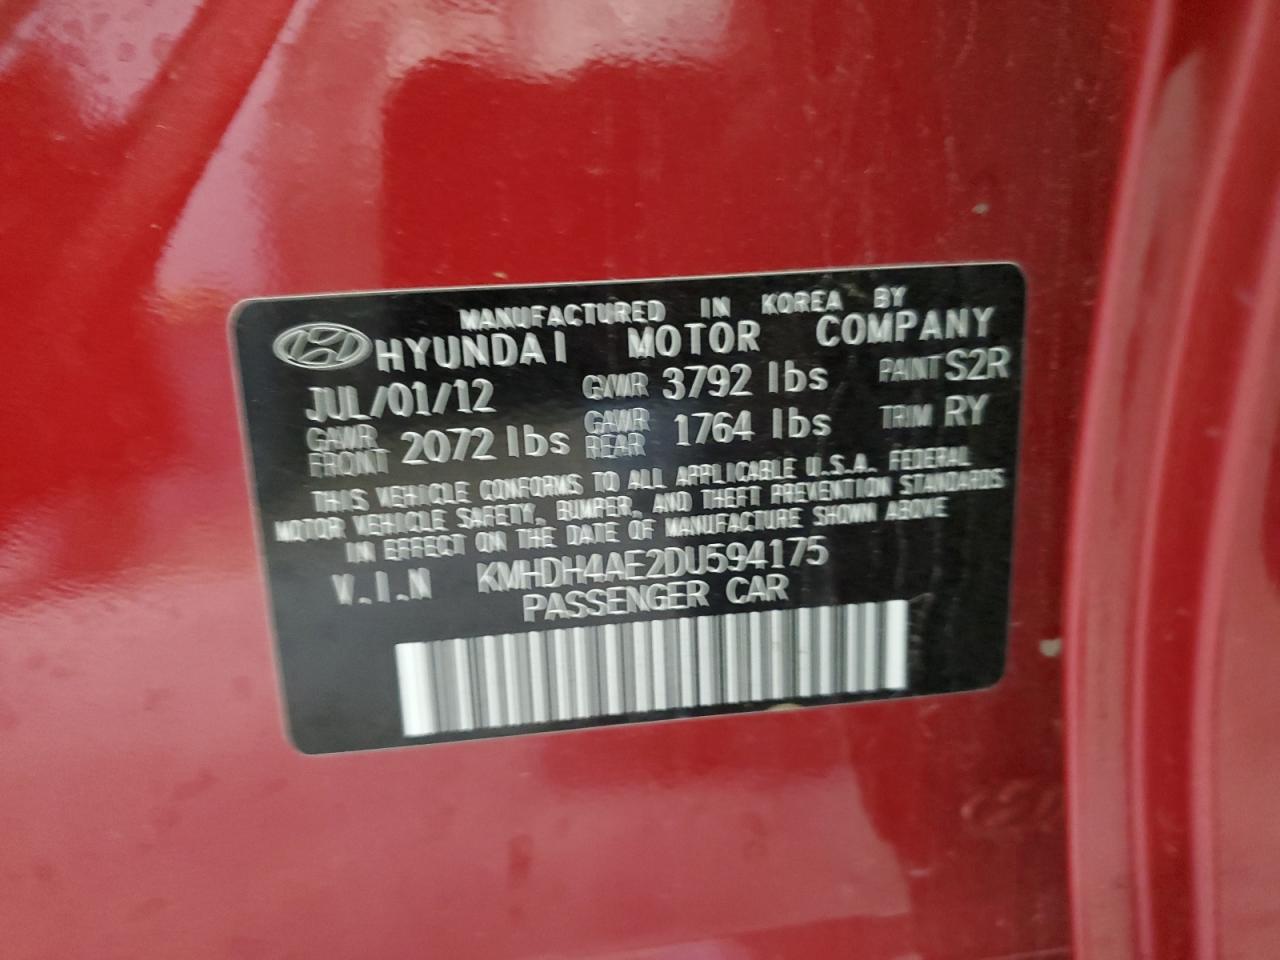 MANUFACTURED IN KOREA BY
HYUNDAI MOTOR COMPANY
JUL/01/12 GVWR 3792 lbs PAINT S2R
GAWR FRONT 2072 lbs GAWR REAR 1764 lbs TRIM RY
THIS VEHICLE CONFORMS TO ALL APPLICABLE U.S.A. FEDERAL
MOTOR VEHICLE SAFETY, BUMPER, AND THEFT PREVENTION STANDARDS
IN EFFECT ON THE DATE OF MANUFACTURE SHOWN ABOVE
V.I.N KMHDH4AE2DU594175
PASSENGER CAR